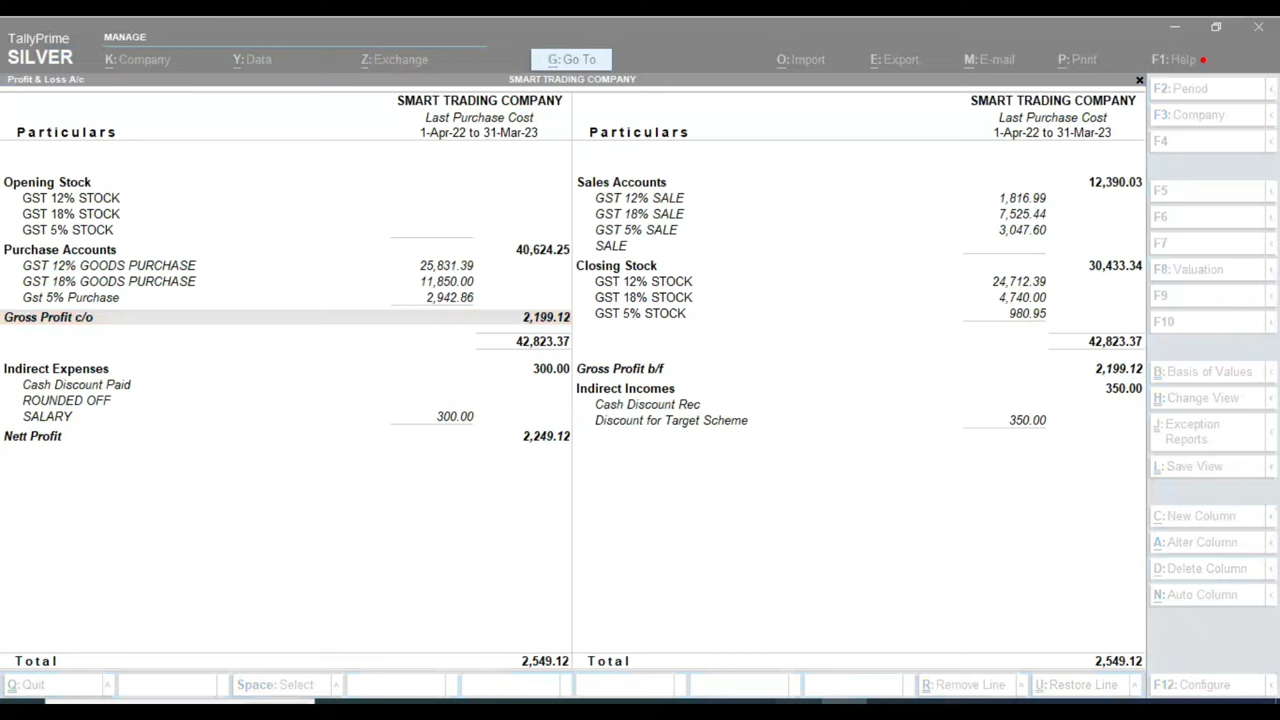 TallyPrime
SILVER
MANAGE
K: Company
Y: Data
Z: Exchange
G: Go To
O: Import
E: Export
M: E-mail
P: Print
F1: Help
Profit & Loss A/c
SMART TRADING COMPANY
Particulars
SMART TRADING COMPANY
Last Purchase Cost
1-Apr-22 to 31-Mar-23
Opening Stock
GST 12% STOCK
GST 18% STOCK
GST 5% STOCK
Purchase Accounts 40,624.25
GST 12% GOODS PURCHASE 25,831.39
GST 18% GOODS PURCHASE 11,850.00
Gst 5% Purchase 2,942.86
Gross Profit c/o 2,199.12
42,823.37
Indirect Expenses 300.00
Cash Discount Paid
ROUNDED OFF
SALARY 300.00
Nett Profit 2,249.12
Total 2,549.12
Particulars
SMART TRADING COMPANY
Last Purchase Cost
1-Apr-22 to 31-Mar-23
Sales Accounts 12,390.03
GST 12% SALE 1,816.99
GST 18% SALE 7,525.44
GST 5% SALE 3,047.60
SALE
Closing Stock 30,433.34
GST 12% STOCK 24,712.39
GST 18% STOCK 4,740.00
GST 5% STOCK 980.95
42,823.37
Gross Profit b/f 2,199.12
Indirect Incomes 350.00
Cash Discount Rec
Discount for Target Scheme 350.00
Total 2,549.12
F2: Period
F3: Company
F4
F5
F6
F7
F8: Valuation
F9
F10
B: Basis of Values
H: Change View
J: Exception
Reports
L: Save View
C: New Column
A: Alter Column
D: Delete Column
N: Auto Column
Q: Quit
Space: Select
R: Remove Line
U: Restore Line
F12: Configure